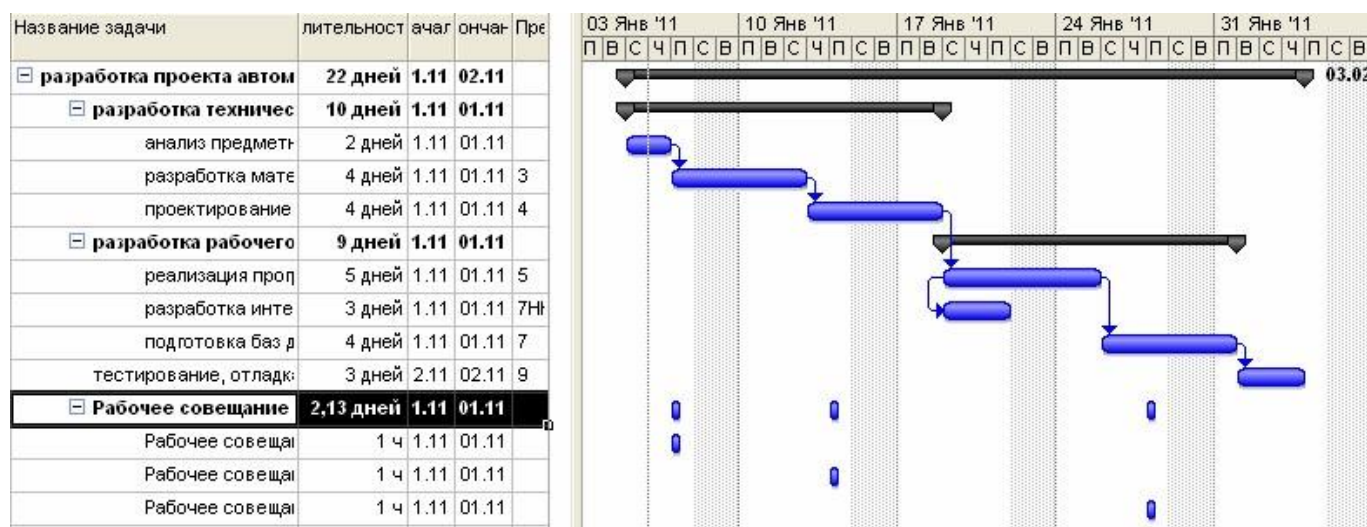 Название задачи лительност ачал ончан Пре 03 Янв '11 10 Янв '11 17 Янв '11 24 Янв '11 31 Янв '11
П В С Ч П С В П В С Ч П С В П В С Ч П С В П В С Ч П С В П В С Ч П С В
разработка проекта автом 22 дней 1.11 02.11 03.02
разработка техничес 10 дней 1.11 01.11
анализ предметн 2 дней 1.11 01.11
разработка мате 4 дней 1.11 01.11 3
проектирование 4 дней 1.11 01.11 4
разработка рабочего 9 дней 1.11 01.11
реализация прог 5 дней 1.11 01.11 5
разработка инте 3 дней 1.11 01.11 7НН
подготовка баз д 4 дней 1.11 01.11 7
тестирование, отладка 3 дней 2.11 02.11 9
Рабочее совещание 2,13 дней 1.11 01.11
Рабочее совещан 1 ч 1.11 01.11
Рабочее совещан 1 ч 1.11 01.11
Рабочее совещан 1 ч 1.11 01.11